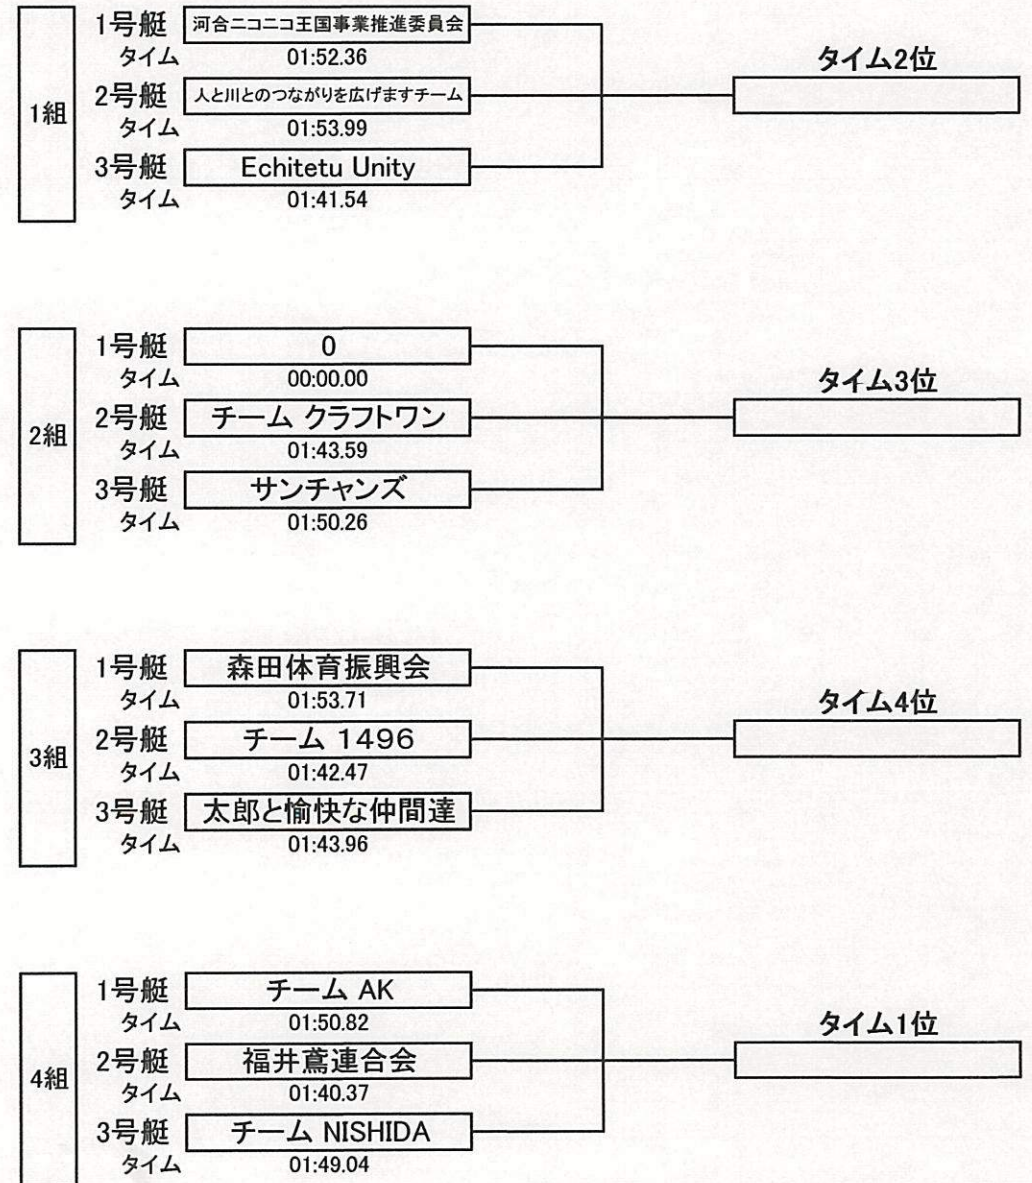 1組
1号艇 河合ニコニコ王国事業推進委員会
タイム 01:52.36
2号艇 人と川とのつながりを広げますチーム
タイム 01:53.99
3号艇 Echitetu Unity
タイム 01:41.54
タイム2位
2組
1号艇 0
タイム 00:00.00
2号艇 チーム クラフトワン
タイム 01:43.59
3号艇 サンチャンズ
タイム 01:50.26
タイム3位
3組
1号艇 森田体育振興会
タイム 01:53.71
2号艇 チーム 1496
タイム 01:42.47
3号艇 太郎と愉快な仲間達
タイム 01:43.96
タイム4位
4組
1号艇 チーム AK
タイム 01:50.82
2号艇 福井鳶連合会
タイム 01:40.37
3号艇 チーム NISHIDA
タイム 01:49.04
タイム1位